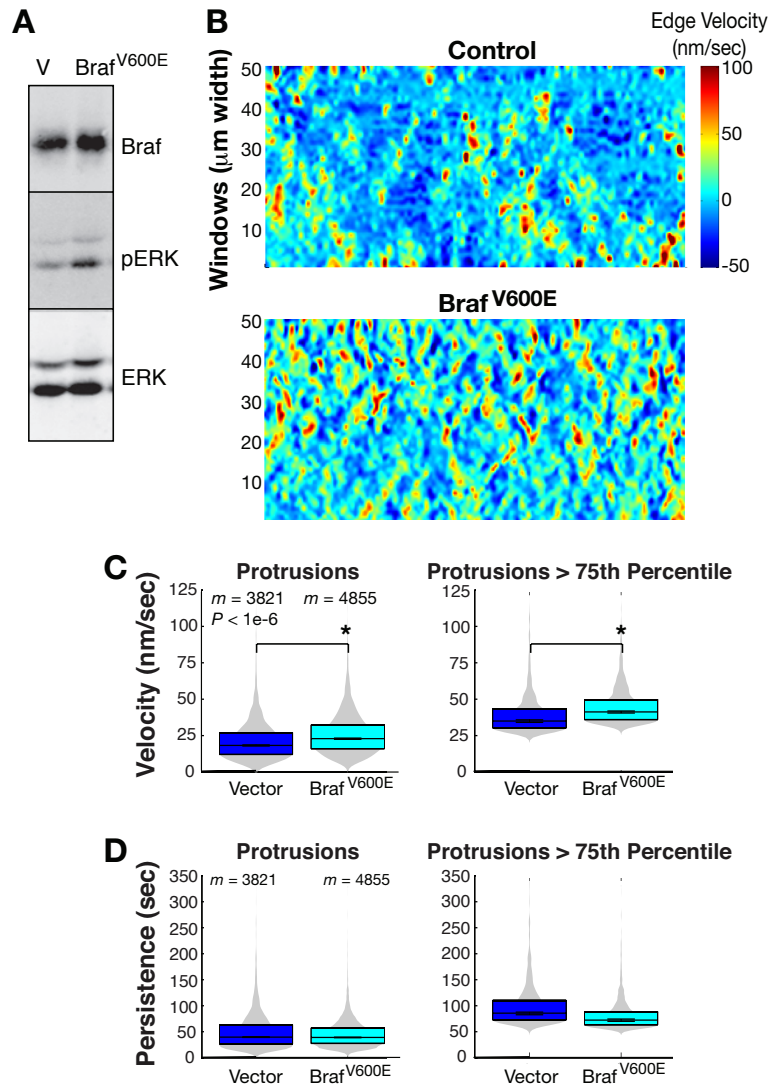 A
V Braf V600E
Braf
pERK
ERK
B
Edge Velocity
(nm/sec)
100
50
0
-50
Control
Windows (μm width)
50
40
30
20
10
Braf V600E
50
40
30
20
10
C
Protrusions
m = 3821 m = 4855
P < 1e-6
*
Velocity (nm/sec)
125
100
75
50
25
0
Vector Braf V600E
Protrusions > 75th Percentile
*
125
100
75
50
25
0
Vector Braf V600E
D
Protrusions
m = 3821 m = 4855
Persistence (sec)
350
300
250
200
150
100
50
0
Vector Braf V600E
Protrusions > 75th Percentile
350
300
250
200
150
100
50
0
Vector Braf V600E